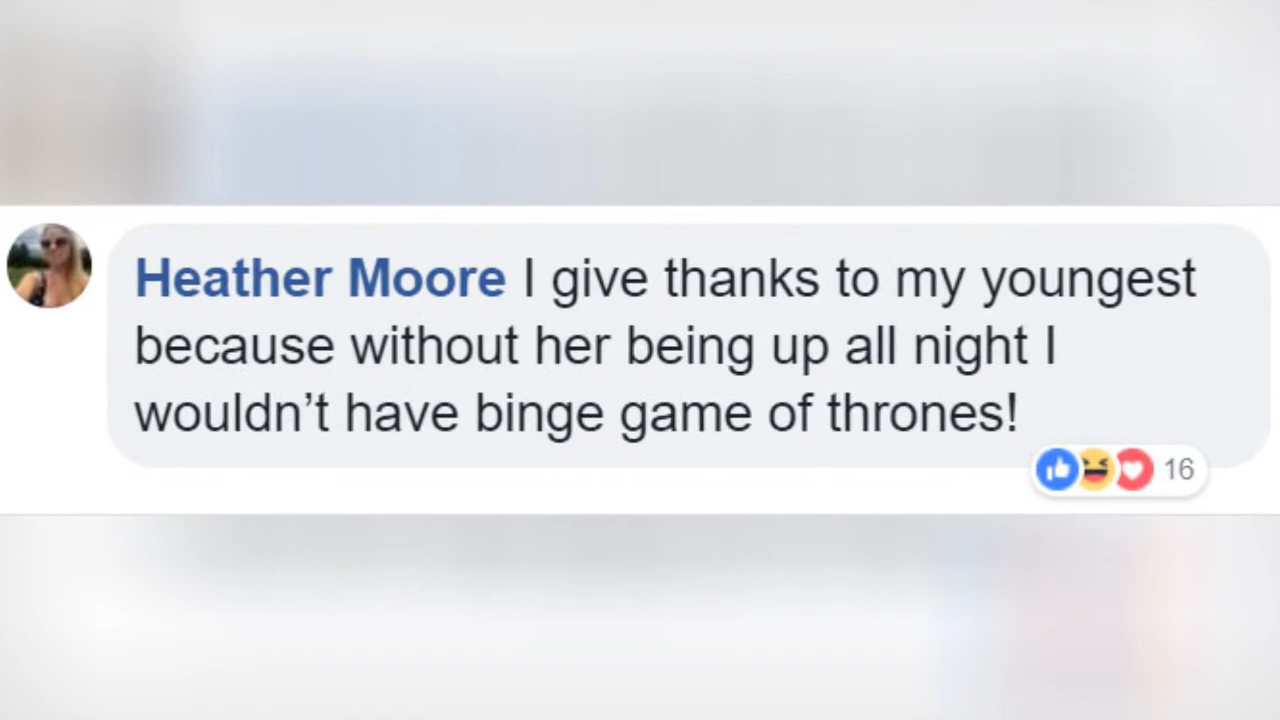 Heather Moore I give thanks to my youngest
because without her being up all night I
wouldn’t have binge game of thrones!
16